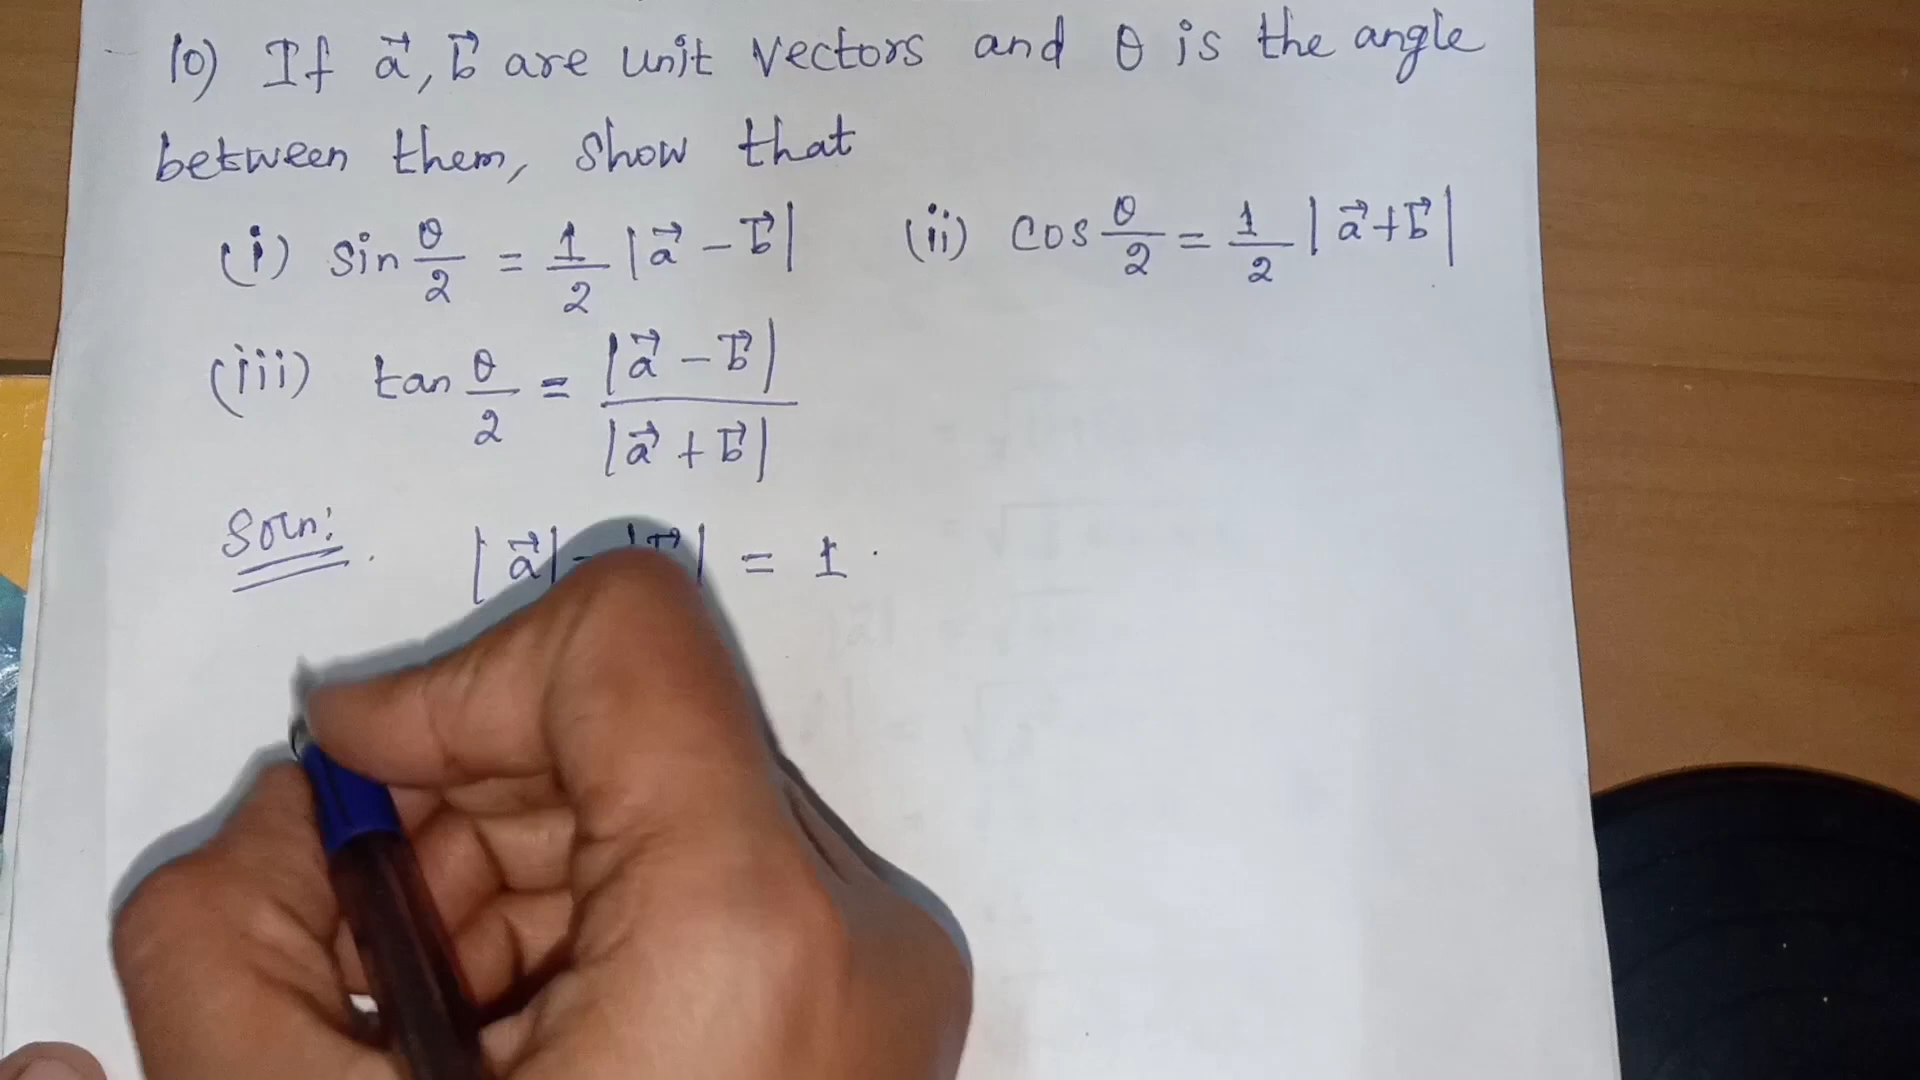 10) If a⃗, b⃗ are unit vectors and θ is the angle
between them, show that
(i) sin θ/2 = 1/2 |a⃗ - b⃗| (ii) cos θ/2 = 1/2 |a⃗ + b⃗|
(iii) tan θ/2 = |a⃗ - b⃗| / |a⃗ + b⃗|
Soln:. |a⃗| = |b⃗| = 1.